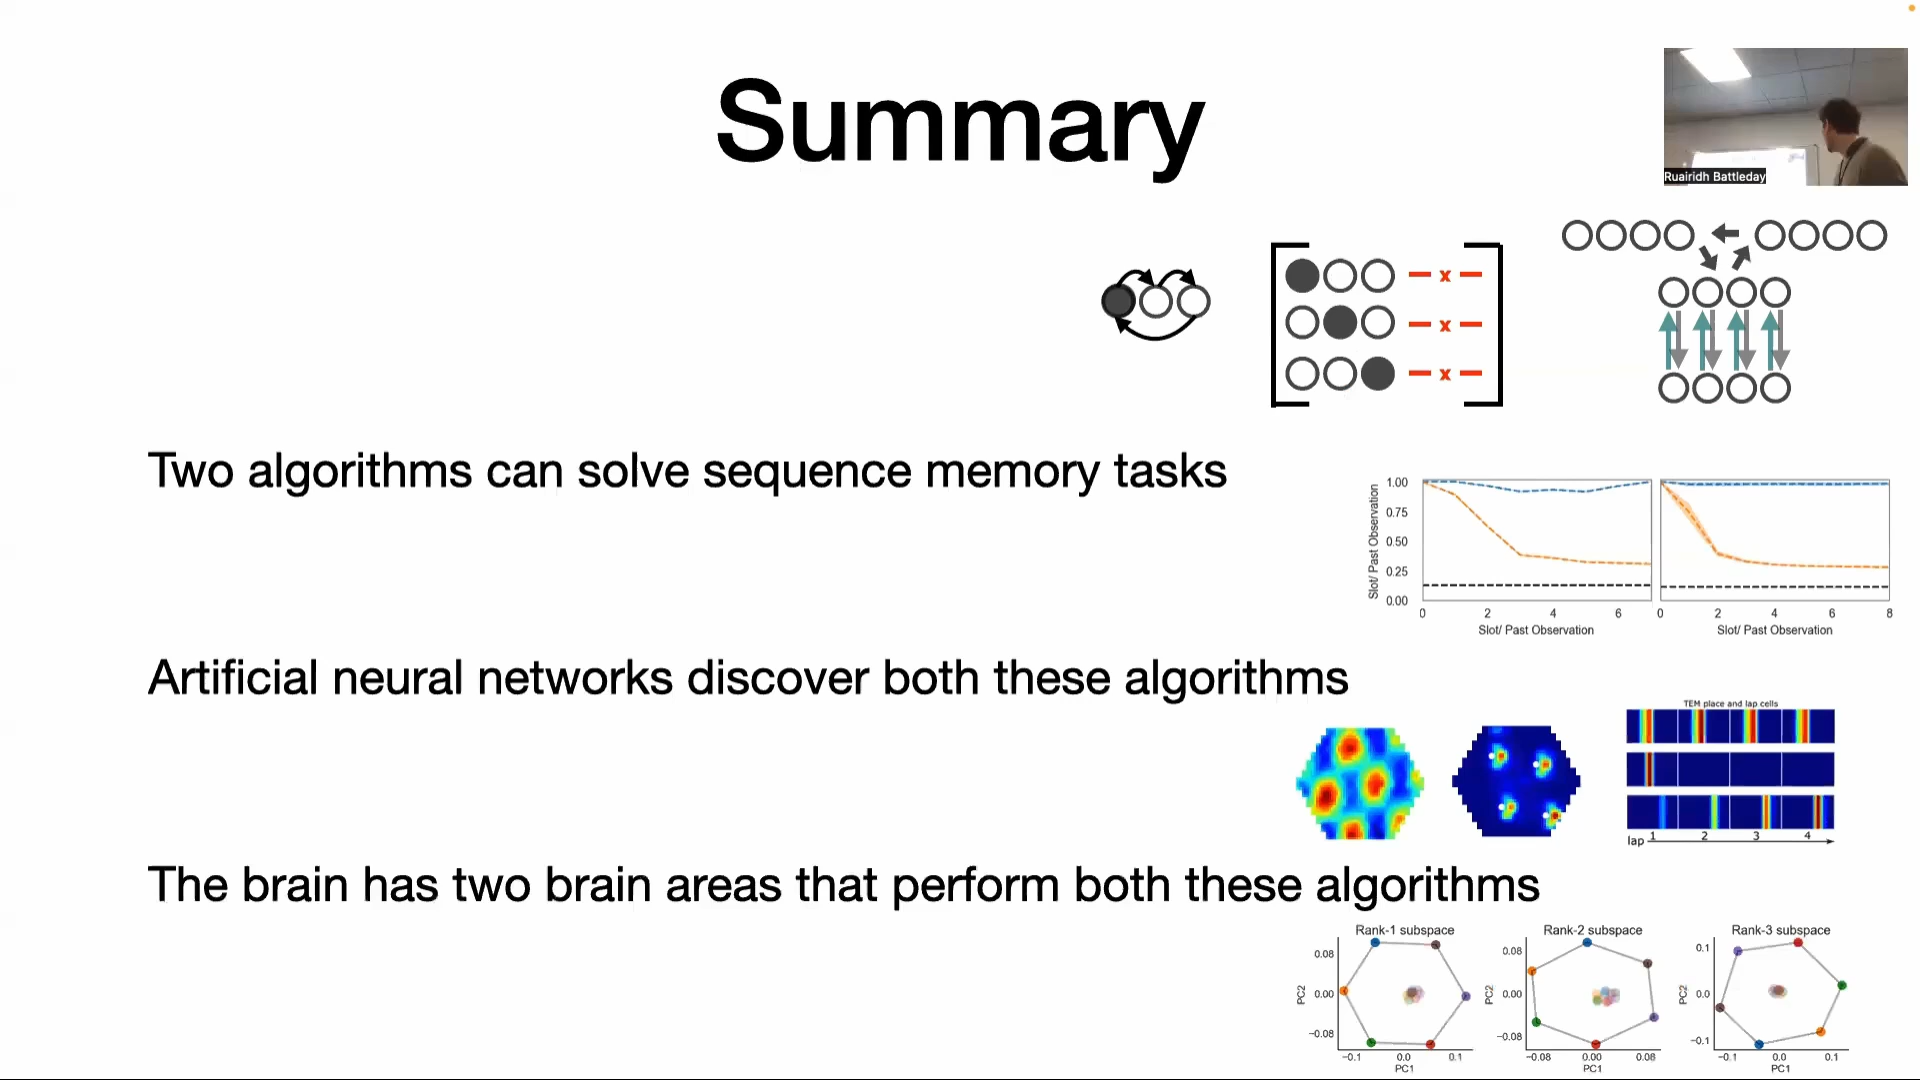 Summary
Ruairidh Battleday
x
x
x
Two algorithms can solve sequence memory tasks
Slot/ Past Observation
1.00
0.75
0.50
0.25
0.00
0 2 4 6
0 2 4 6 8
Slot/ Past Observation
Slot/ Past Observation
Artificial neural networks discover both these algorithms
TEM place and lap cells
lap 1 2 3 4
The brain has two brain areas that perform both these algorithms
Rank-1 subspace
PC2
0.08
0.00
−0.08
−0.1 0.0 0.1
PC1
Rank-2 subspace
PC2
0.08
0.00
−0.08
−0.08 0.00 0.08
PC1
Rank-3 subspace
PC2
0.1
0.0
−0.1
−0.1 0.0 0.1
PC1